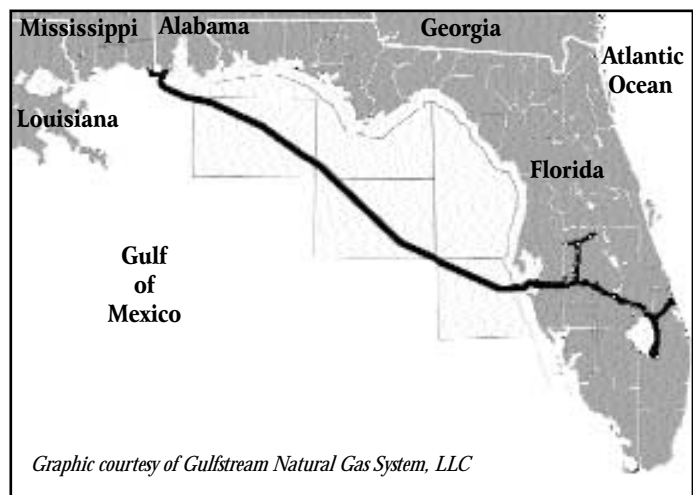 Mississippi
Alabama
Georgia
Atlantic
Ocean
Louisiana
Florida
Gulf
of
Mexico
Graphic courtesy of Gulfstream Natural Gas System, LLC